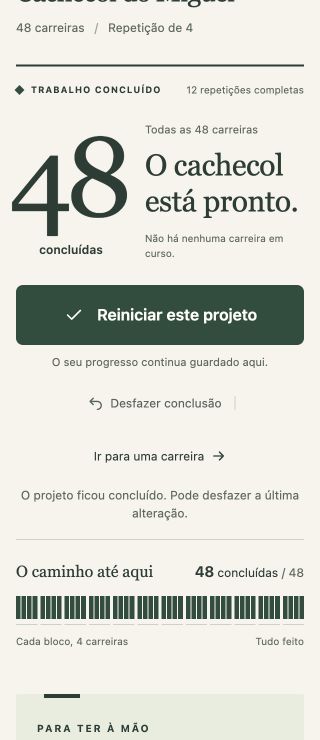 48 carreiras / Repetição de 4
TRABALHO CONCLUÍDO
12 repetições completas
48
concluídas
Todas as 48 carreiras
O cachecol
está pronto.
Não há nenhuma carreira em
curso.
Reiniciar este projeto
O seu progresso continua guardado aqui.
Desfazer conclusão
Ir para uma carreira
O projeto ficou concluído. Pode desfazer a última
alteração.
O caminho até aqui
48 concluídas / 48
Cada bloco, 4 carreiras
Tudo feito
PARA TER À MÃO